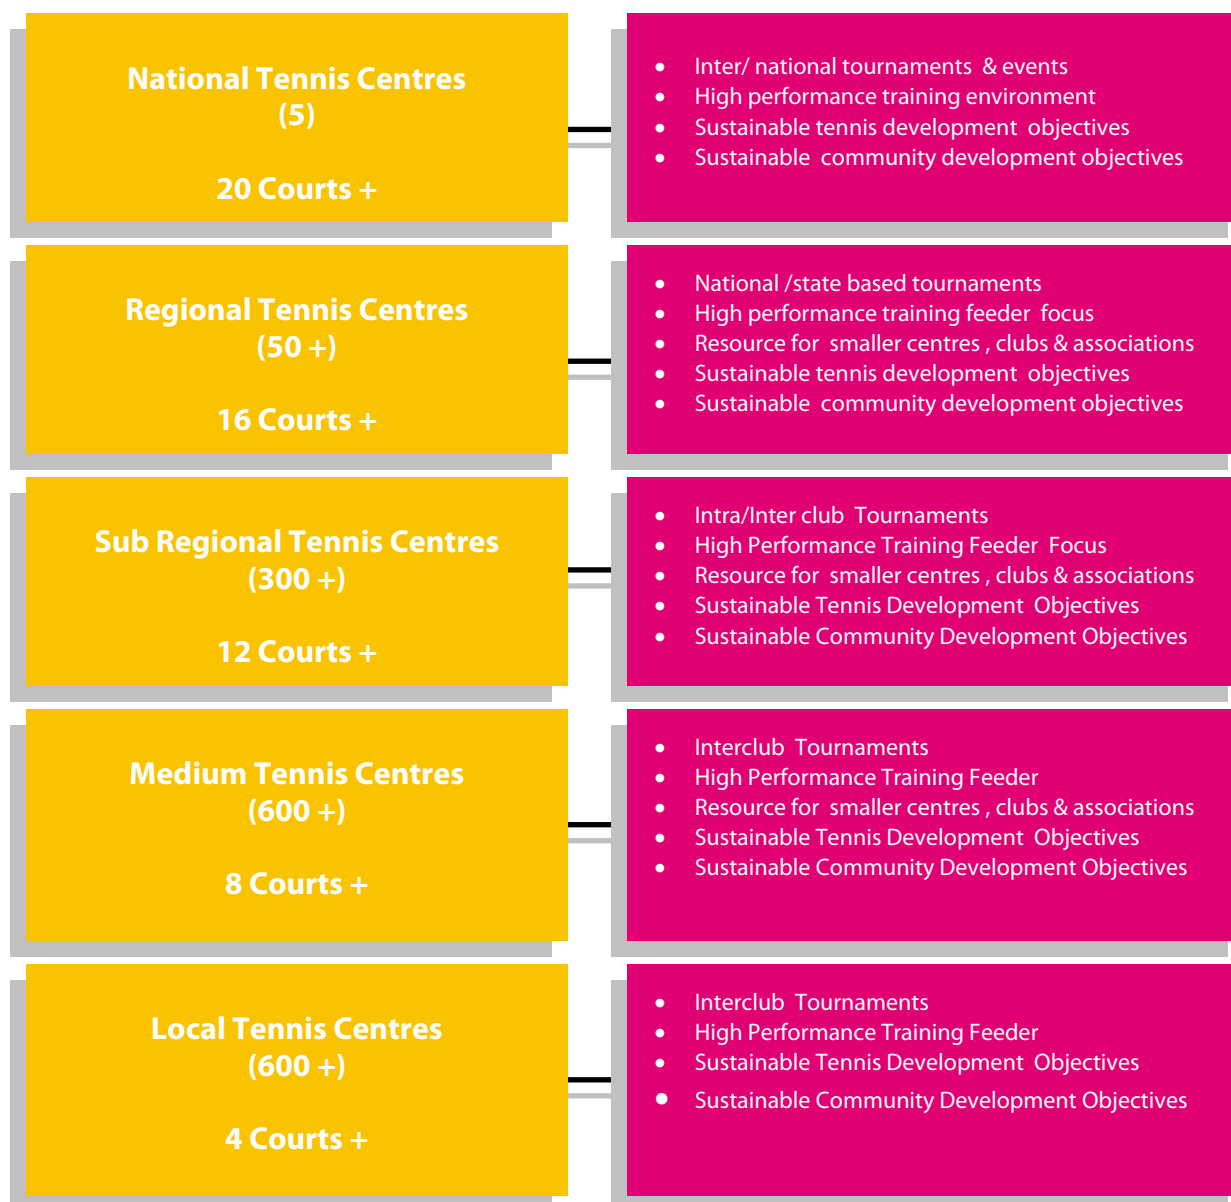 National Tennis Centres
(5)
20 Courts +
• Inter/ national tournaments & events
• High performance training environment
• Sustainable tennis development objectives
• Sustainable community development objectives
Regional Tennis Centres
(50 +)
16 Courts +
• National /state based tournaments
• High performance training feeder focus
• Resource for smaller centres , clubs & associations
• Sustainable tennis development objectives
• Sustainable community development objectives
Sub Regional Tennis Centres
(300 +)
12 Courts +
• Intra/Inter club Tournaments
• High Performance Training Feeder Focus
• Resource for smaller centres , clubs & associations
• Sustainable Tennis Development Objectives
• Sustainable Community Development Objectives
Medium Tennis Centres
(600 +)
8 Courts +
• Interclub Tournaments
• High Performance Training Feeder
• Resource for smaller centres , clubs & associations
• Sustainable Tennis Development Objectives
• Sustainable Community Development Objectives
Local Tennis Centres
(600 +)
4 Courts +
• Interclub Tournaments
• High Performance Training Feeder
• Sustainable Tennis Development Objectives
• Sustainable Community Development Objectives